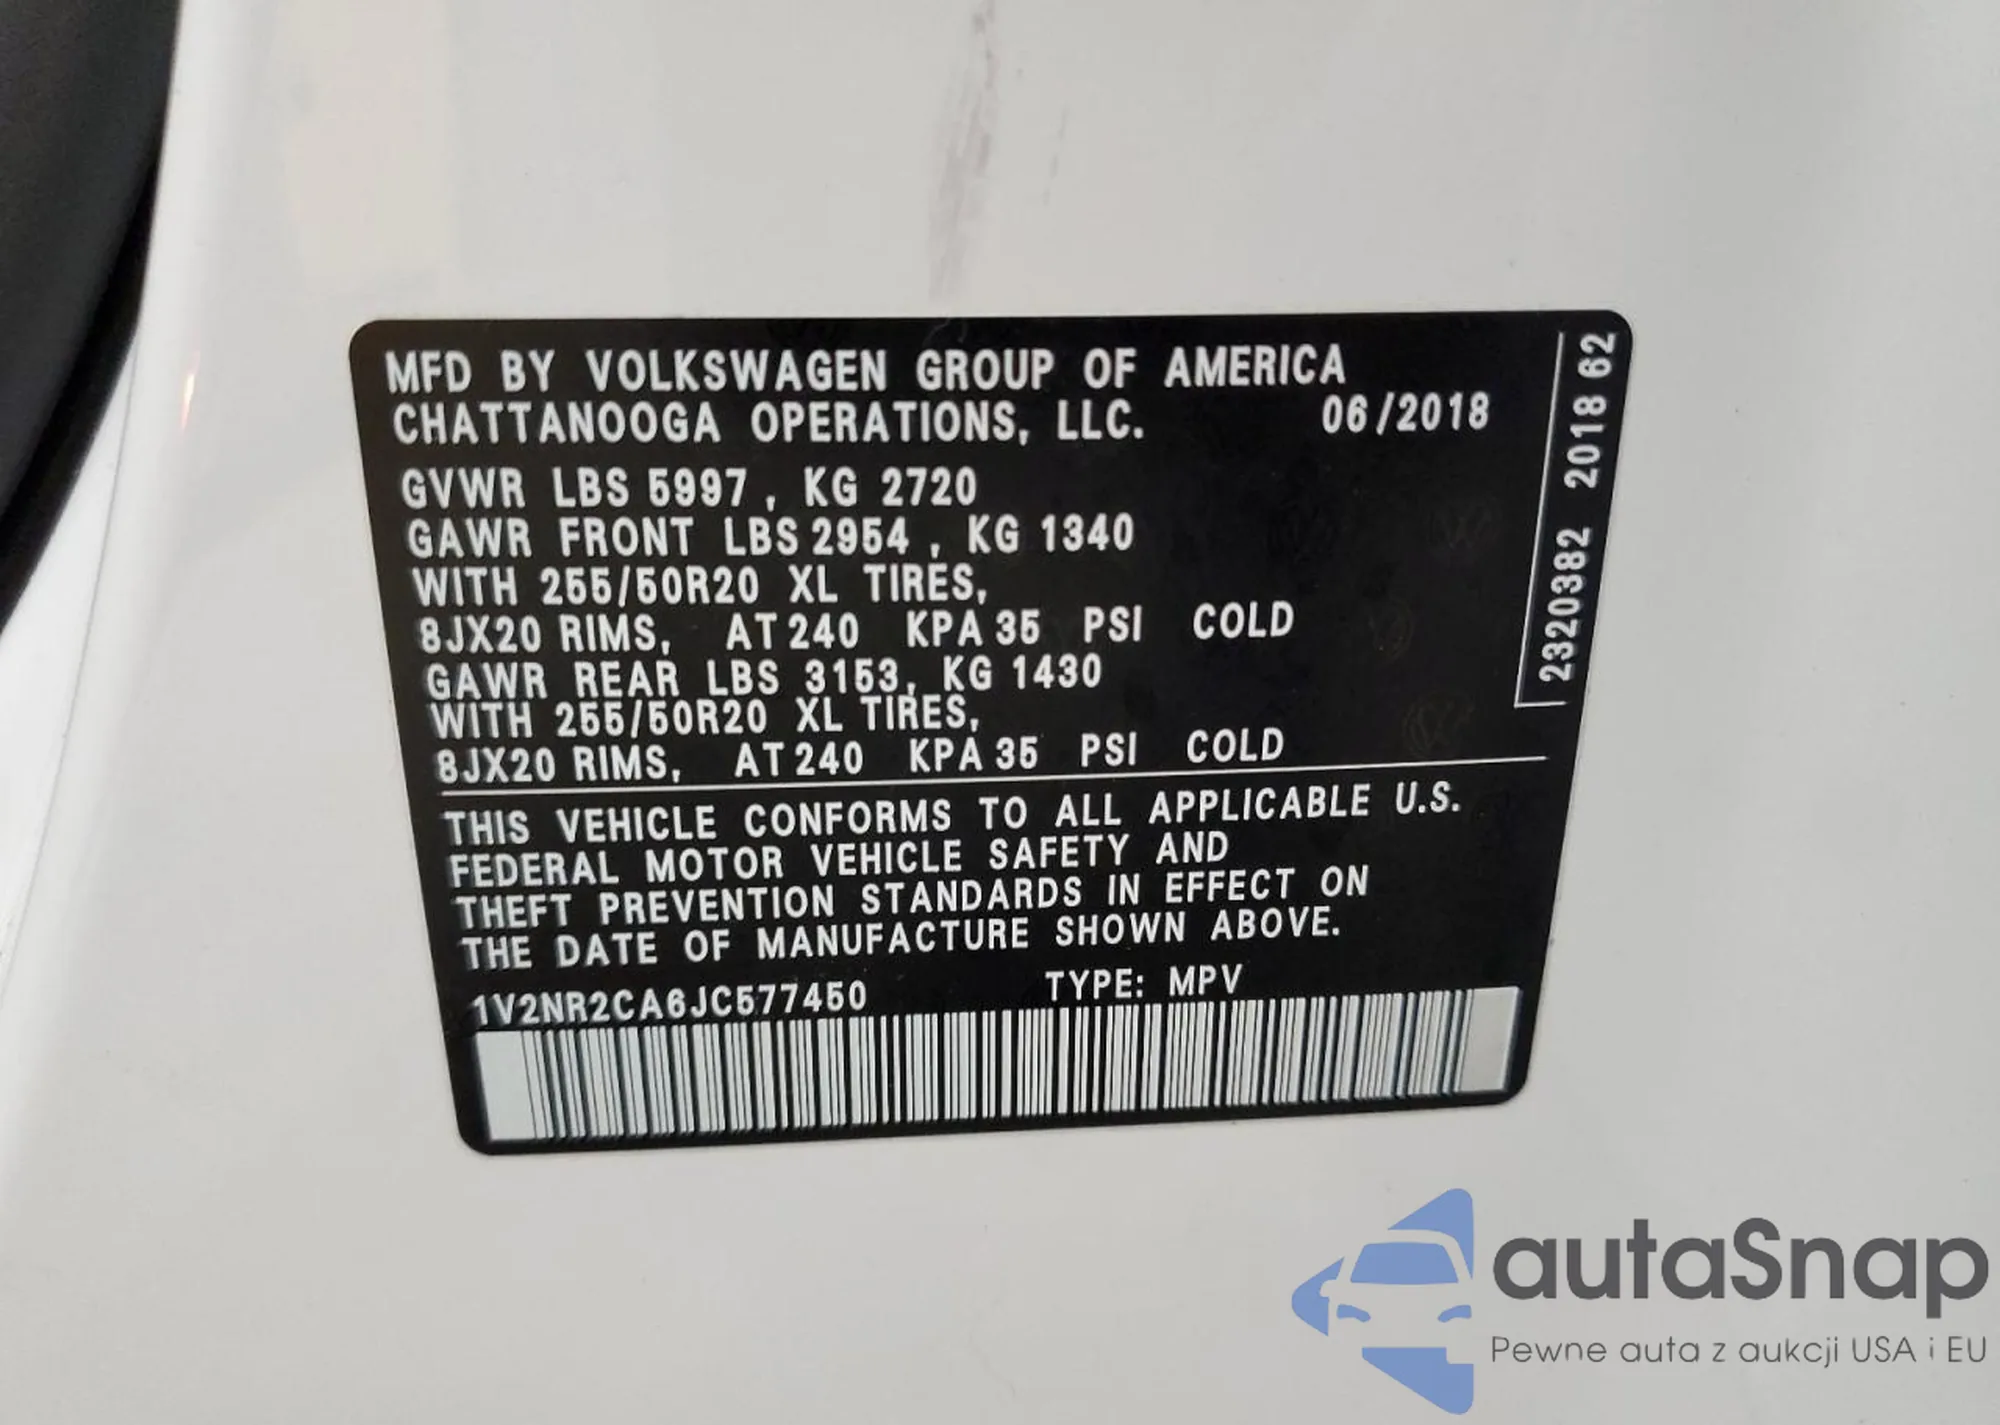 MFD BY VOLKSWAGEN GROUP OF AMERICA
CHATTANOOGA OPERATIONS, LLC. 06/2018
GVWR LBS 5997, KG 2720
GAWR FRONT LBS 2954, KG 1340
WITH 255/50R20 XL TIRES,
8JX20 RIMS, AT 240 KPA 35 PSI COLD
GAWR REAR LBS 3153, KG 1430
WITH 255/50R20 XL TIRES,
8JX20 RIMS, AT 240 KPA 35 PSI COLD
THIS VEHICLE CONFORMS TO ALL APPLICABLE U.S.
FEDERAL MOTOR VEHICLE SAFETY AND
THEFT PREVENTION STANDARDS IN EFFECT ON
THE DATE OF MANUFACTURE SHOWN ABOVE.
1V2NR2CA6JC577450 TYPE: MPV
2320382 2018 62
autaSnap
Pewne auta z aukcji USA i EU